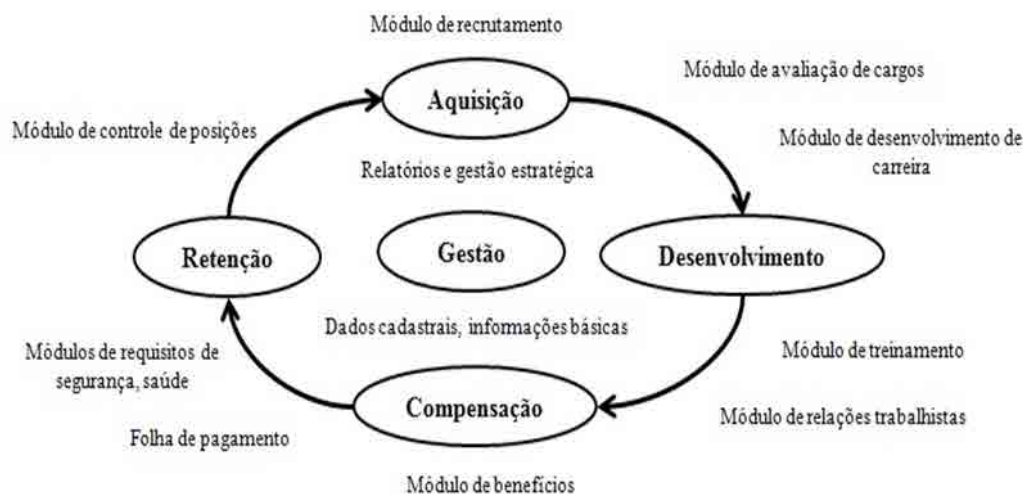 Módulo de recrutamento
Módulo de avaliação de cargos
Aquisição
Módulo de controle de posições
Módulo de desenvolvimento de
carreira
Relatórios e gestão estratégica
Retenção
Gestão
Desenvolvimento
Dados cadastrais, informações básicas
Módulos de requisitos de
segurança, saúde
Módulo de treinamento
Compensação
Módulo de relações trabalhistas
Folha de pagamento
Módulo de benefícios